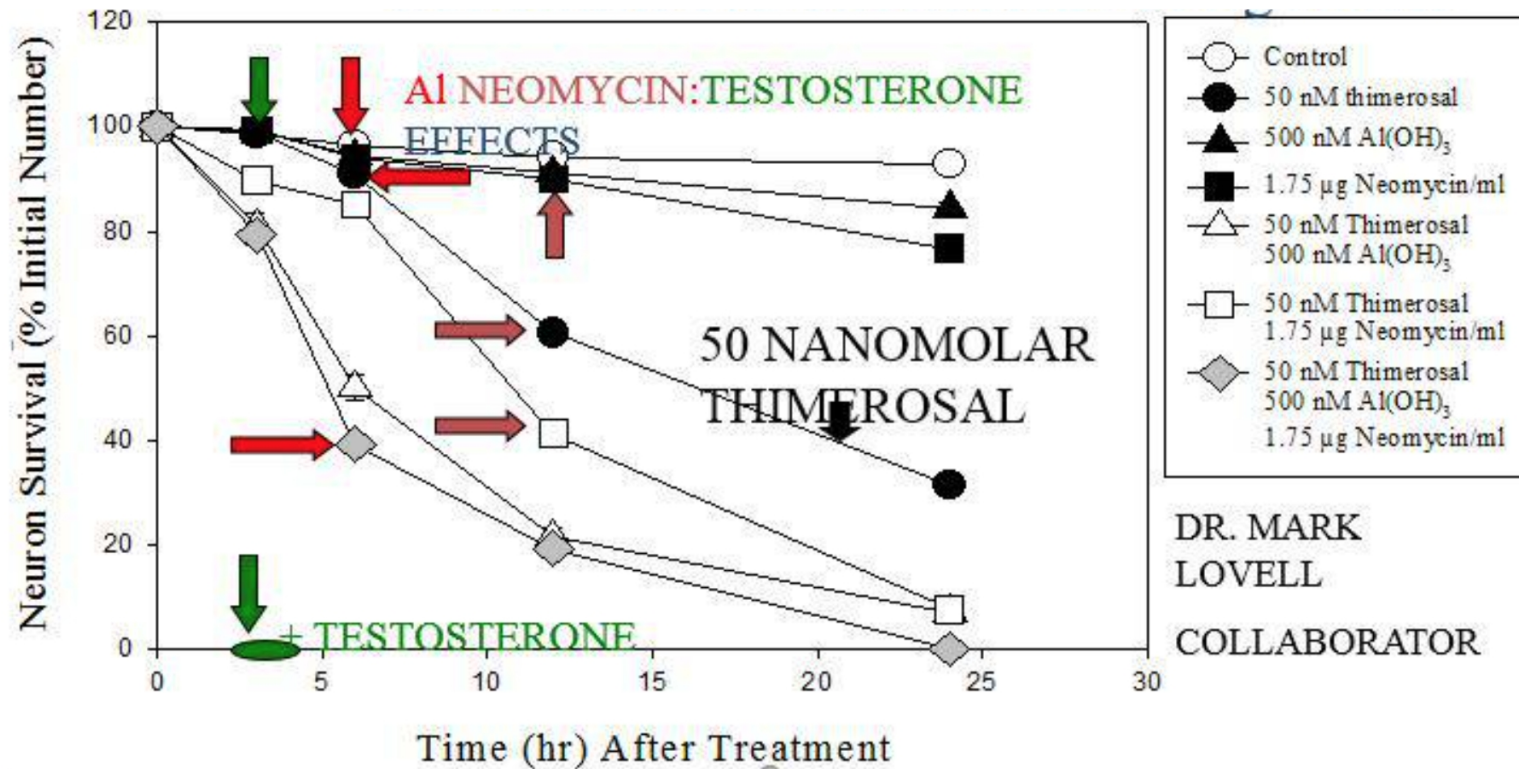 120
100
80
60
40
20
0
Neuron Survival (% Initial Number)
Al NEOMYCIN:TESTOSTERONE
EFFECTS
50 NANOMOLAR
THIMEROSAL
+ TESTOSTERONE
0 5 10 15 20 25 30
Time (hr) After Treatment
Control
50 nM thimerosal
500 nM Al(OH)₃
1.75 µg Neomycin/ml
50 nM Thimerosal
500 nM Al(OH)₃
50 nM Thimerosal
1.75 µg Neomycin/ml
50 nM Thimerosal
500 nM Al(OH)₃
1.75 µg Neomycin/ml
DR. MARK
LOVELL
COLLABORATOR